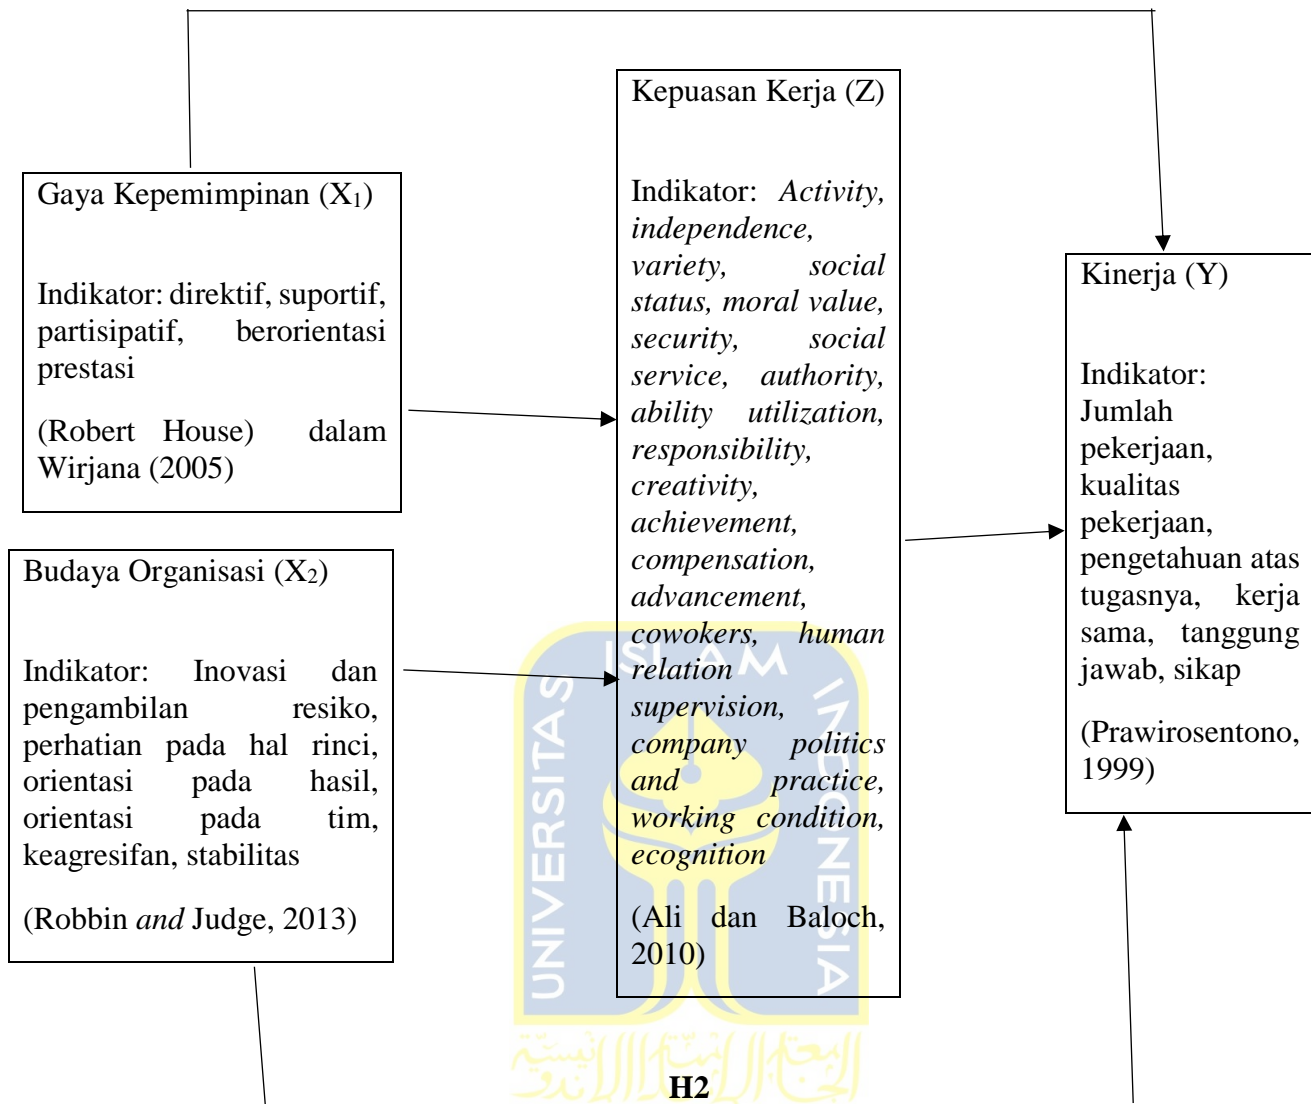 Kepuasan Kerja (Z)
Indikator: Activity,
independence,
variety, social
status, moral value,
security, social
service, authority,
ability utilization,
responsibility,
creativity,
achievement,
compensation,
advancement,
cowokers, human
relation
supervision,
company politics
and practice,
working condition,
ecognition
(Ali dan Baloch,
2010)
Gaya Kepemimpinan (X₁)
Indikator: direktif, suportif,
partisipatif, berorientasi
prestasi
(Robert House) dalam
Wirjana (2005)
Budaya Organisasi (X₂)
Indikator: Inovasi dan
pengambilan resiko,
perhatian pada hal rinci,
orientasi pada hasil,
orientasi pada tim,
keagresifan, stabilitas
(Robbin and Judge, 2013)
Kinerja (Y)
Indikator:
Jumlah
pekerjaan,
kualitas
pekerjaan,
pengetahuan atas
tugasnya, kerja
sama, tanggung
jawab, sikap
(Prawirosentono,
1999)
UNIVERSITAS
ISLAM
INDONESIA
H2